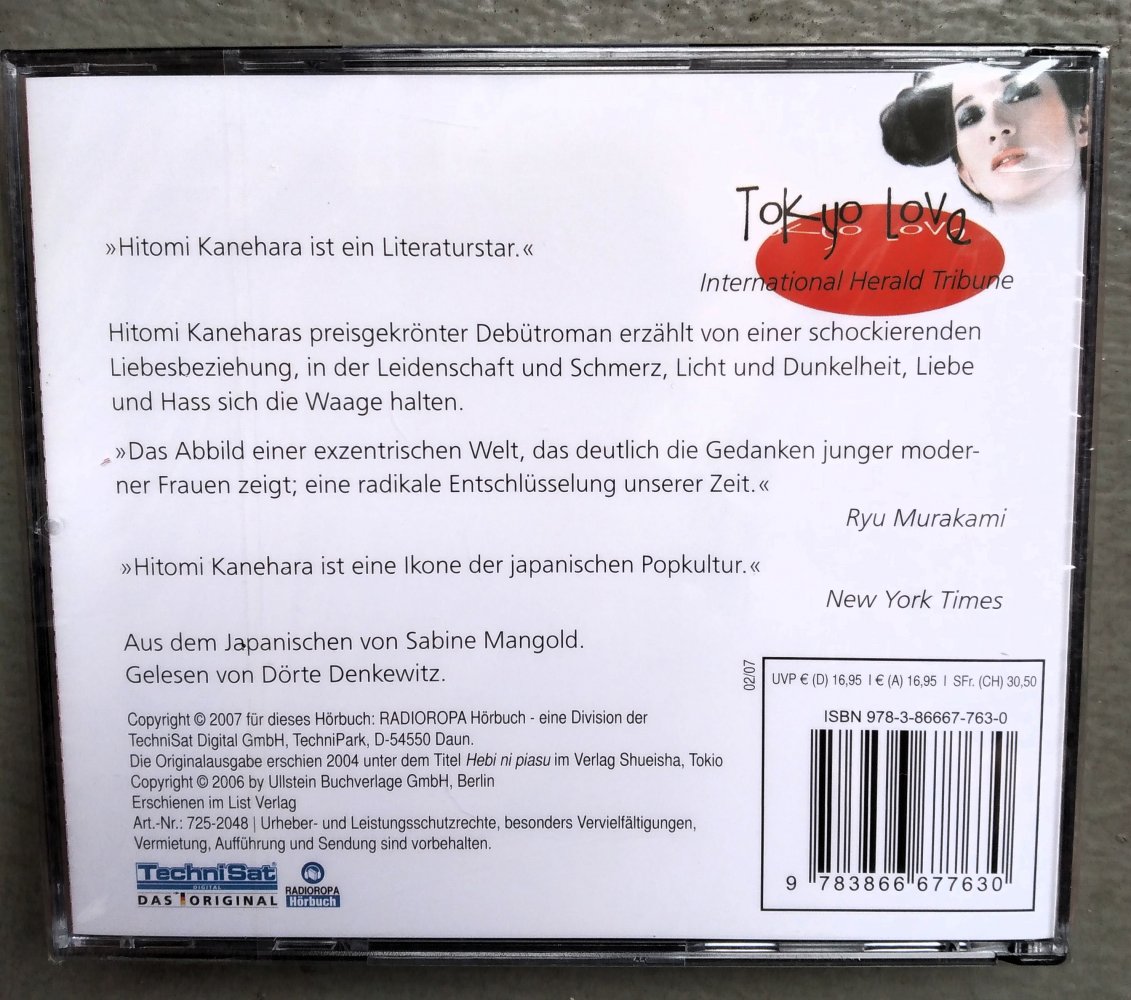 Tokyo Love
Tokyo Love
»Hitomi Kanehara ist ein Literaturstar.«
International Herald Tribune
Hitomi Kaneharas preisgekrönter Debütroman erzählt von einer schockierenden
Liebesbeziehung, in der Leidenschaft und Schmerz, Licht und Dunkelheit, Liebe
und Hass sich die Waage halten.
»Das Abbild einer exzentrischen Welt, das deutlich die Gedanken junger moder-
ner Frauen zeigt; eine radikale Entschlüsselung unserer Zeit.«
Ryu Murakami
»Hitomi Kanehara ist eine Ikone der japanischen Popkultur.«
New York Times
Aus dem Japanischen von Sabine Mangold.
Gelesen von Dörte Denkewitz.
Copyright © 2007 für dieses Hörbuch: RADIOROPA Hörbuch - eine Division der
TechniSat Digital GmbH, TechniPark, D-54550 Daun.
Die Originalausgabe erschien 2004 unter dem Titel Hebi ni piasu im Verlag Shueisha, Tokio
Copyright © 2006 by Ullstein Buchverlage GmbH, Berlin
Erschienen im List Verlag
Art.-Nr.: 725-2048 | Urheber- und Leistungsschutzrechte, besonders Vervielfältigungen,
Vermietung, Aufführung und Sendung sind vorbehalten.
TechniSat
DIGITAL
DAS ORIGINAL
RADIOROPA
Hörbuch
02/07
UVP € (D) 16,95 I € (A) 16,95 I SFr. (CH) 30,50
ISBN 978-3-86667-763-0
9 783866 677630